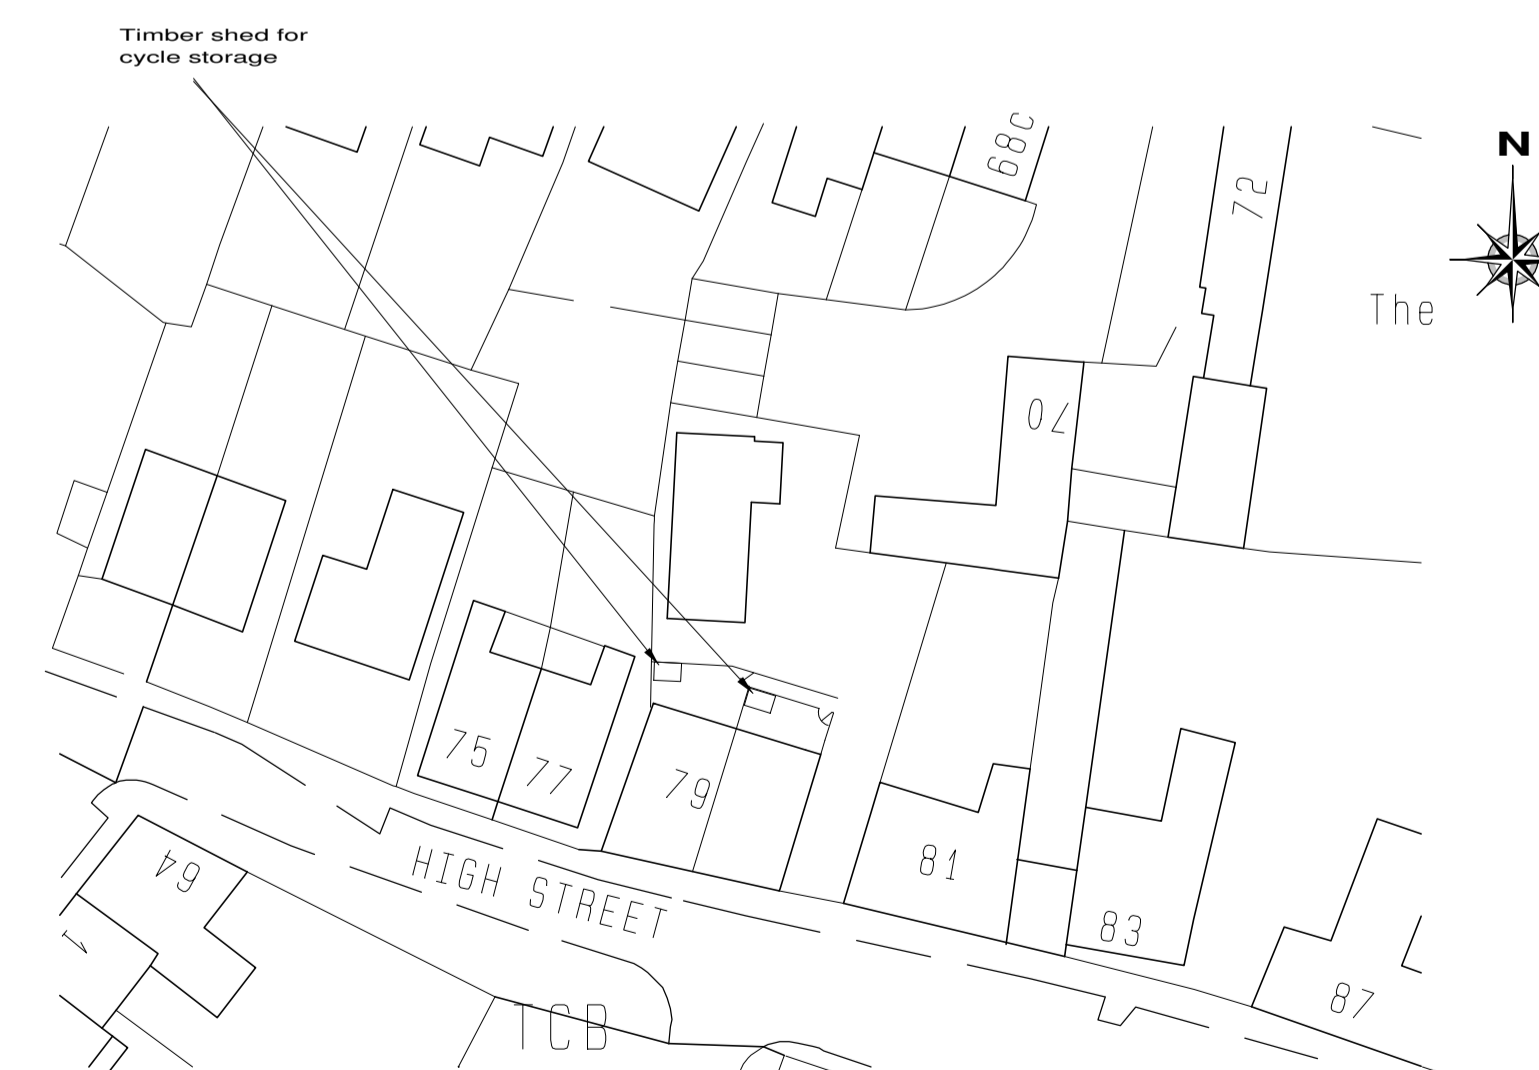 Timber shed for
cycle storage
68c
N
72
The
70
75
77
79
81
83
87
64
HIGH STREET
TCB